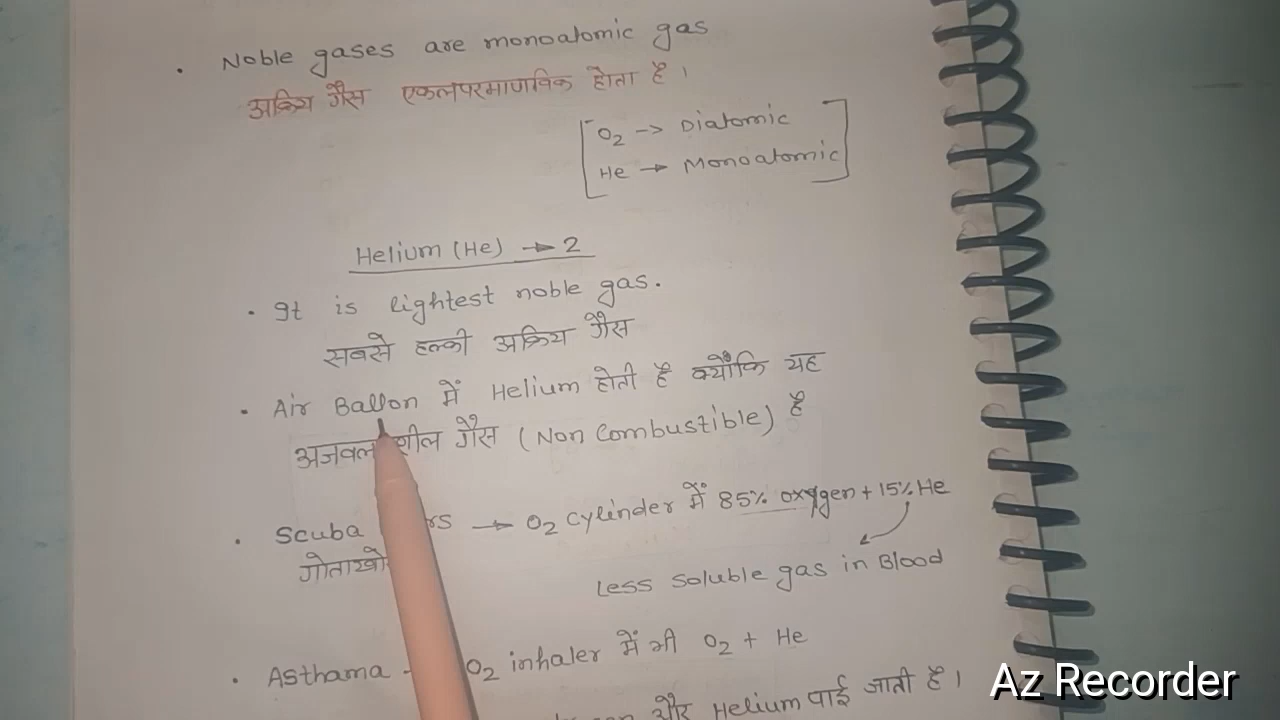 Noble gases are monoatomic gas
अक्रिय गैस एकलपरमाणविक होता है।
O2 -> Diatomic
He -> Monoatomic
Helium (He) -> 2
It is lightest noble gas.
सबसे हल्की अक्रिय गैस
Air Ballon में Helium होती है क्योंकि यह
गैस (Non Combustible) है
Scuba -> O2 Cylinder में 85% oxygen + 15% He
Less soluble gas in Blood
Asthama O2 inhaler में भी O2 + He
और Helium पाई जाती है।
Az Recorder